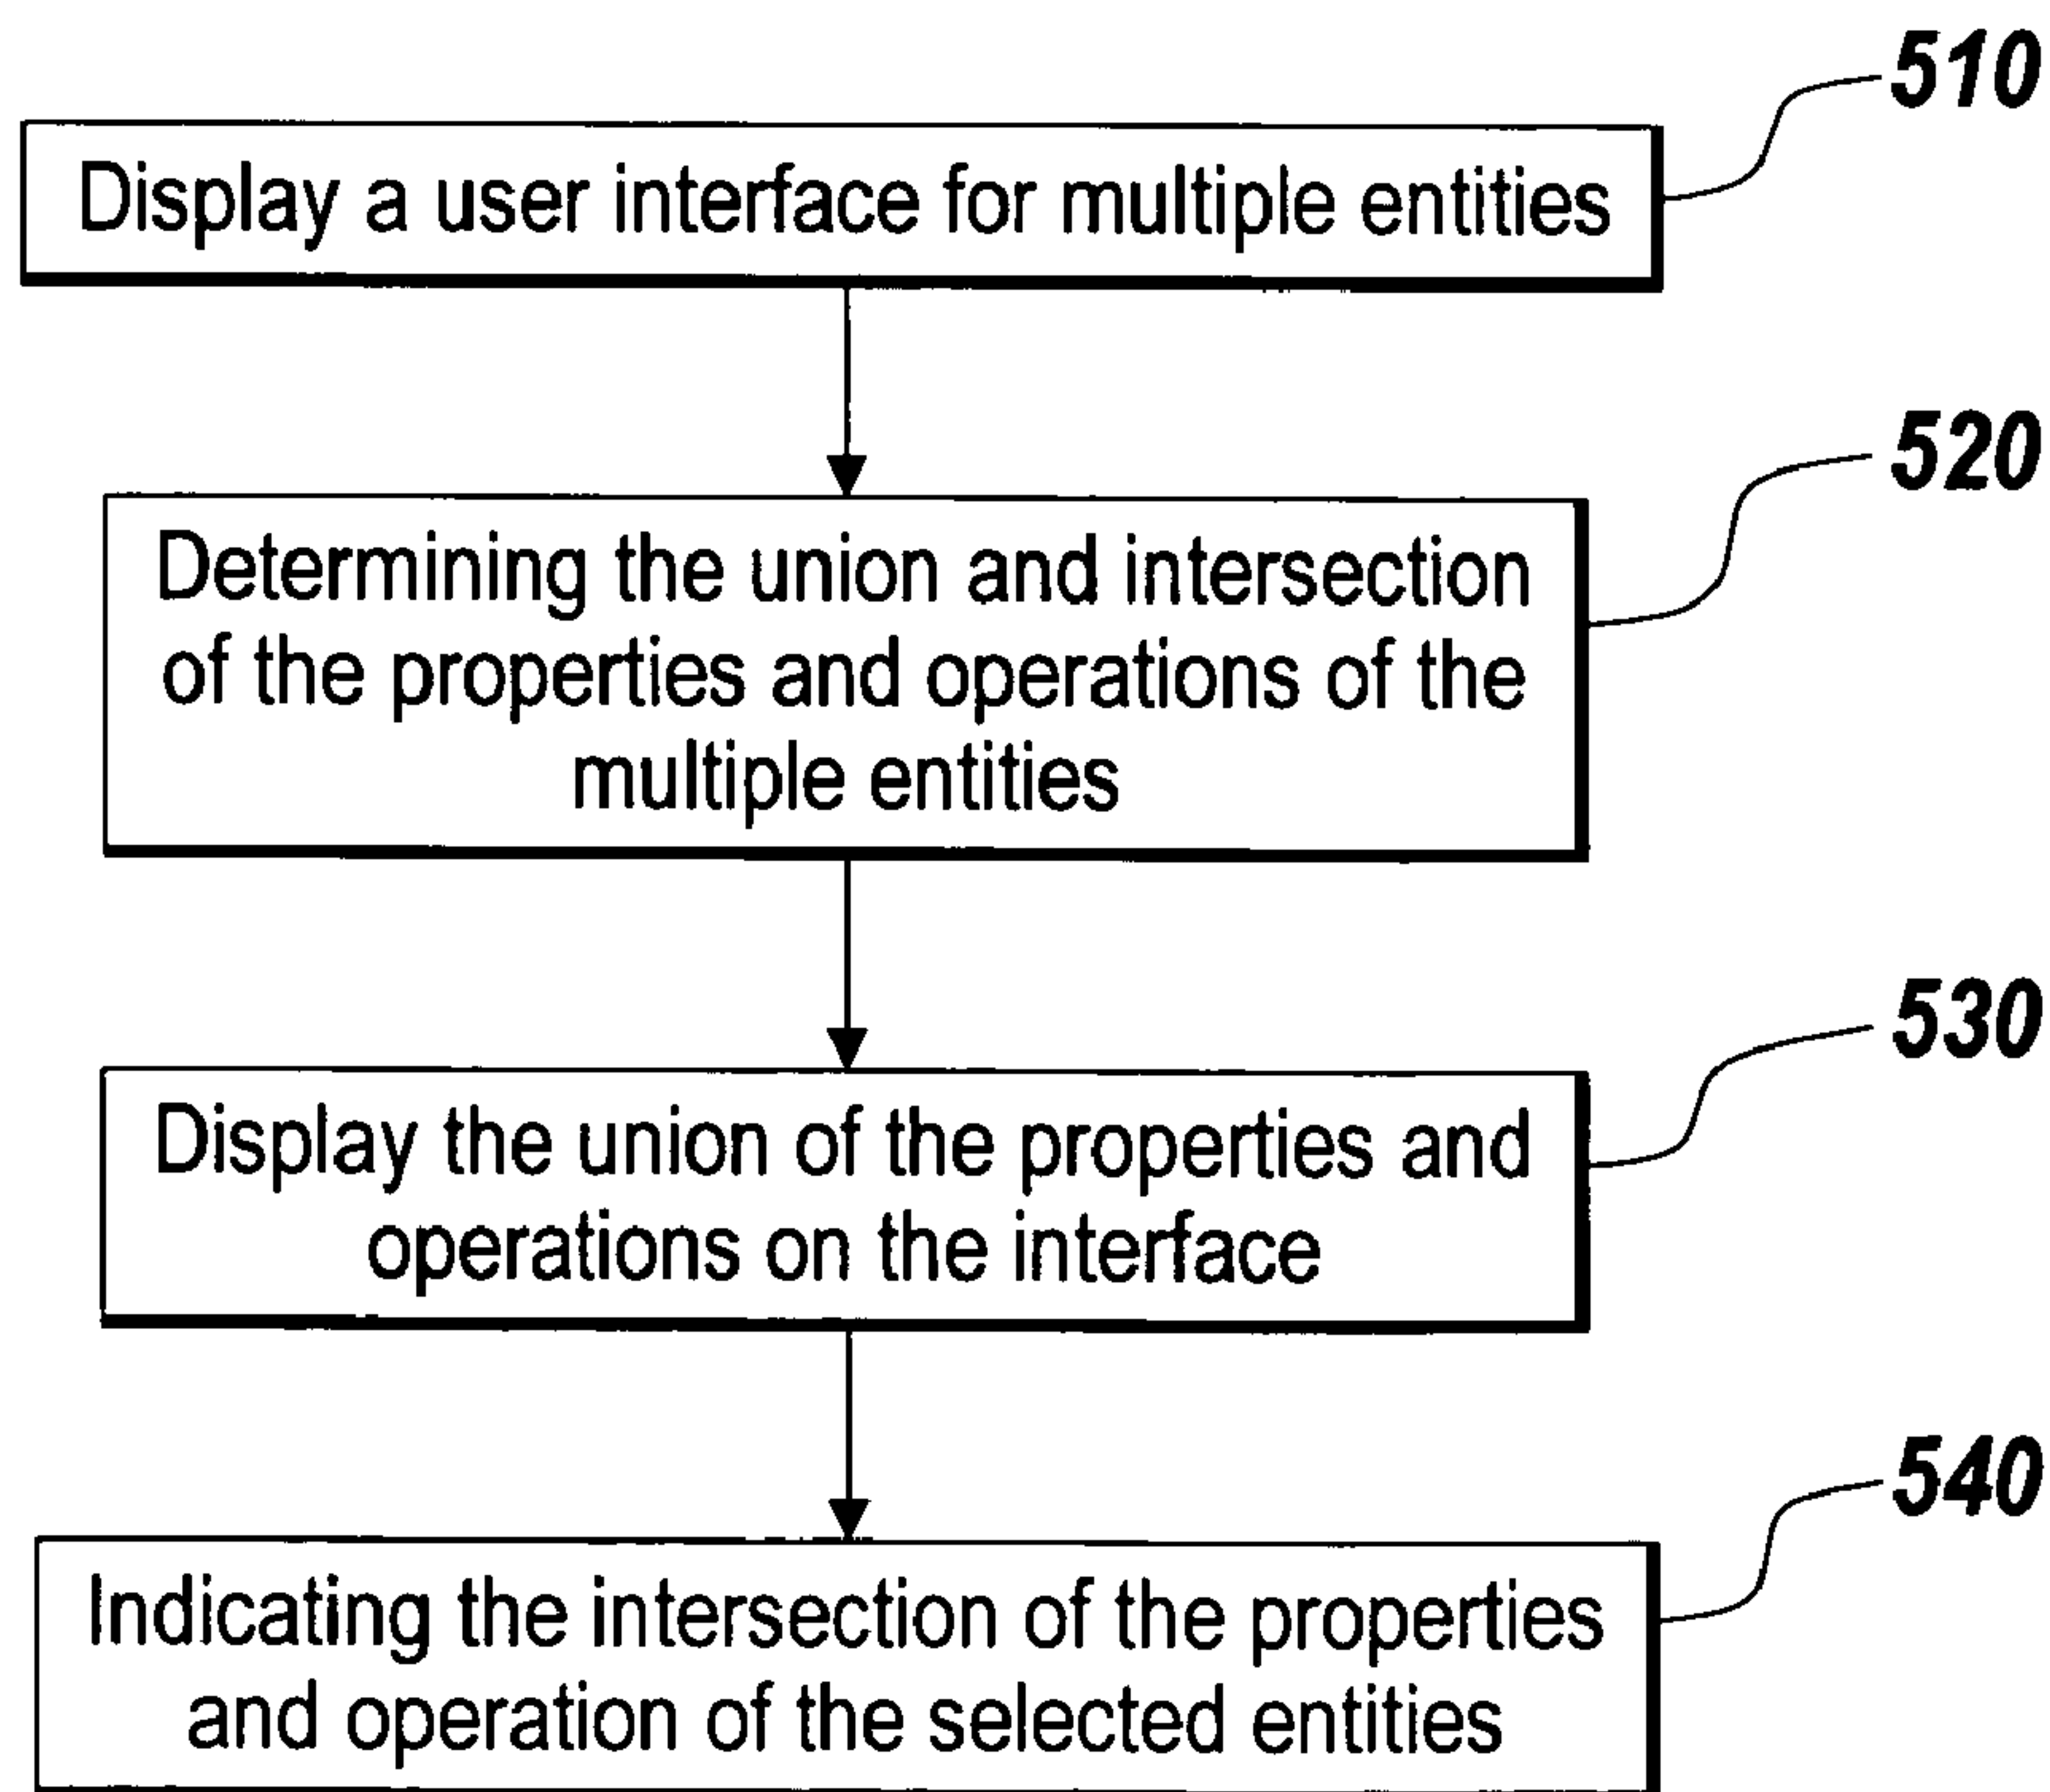 510
Display a user interface for multiple entities
520
Determining the union and intersection
of the properties and operations of the
multiple entities
530
Display the union of the properties and
operations on the interface
540
Indicating the intersection of the properties
and operation of the selected entities